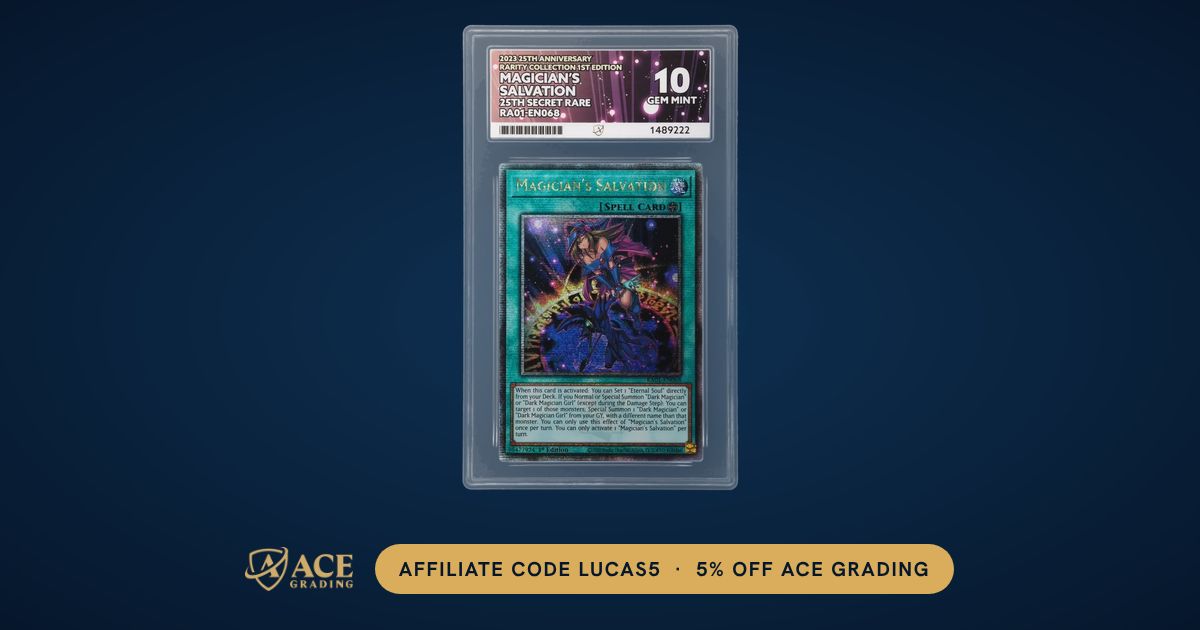 2023 25TH ANNIVERSARY
RARITY COLLECTION 1ST EDITION
MAGICIAN'S
SALVATION
25TH SECRET RARE
RA01-EN068
10
GEM MINT
1489222
MAGICIAN'S SALVATION
[SPELL CARD]
When this card is activated: You can Set 1 "Eternal Soul" directly
from your Deck. If you Normal or Special Summon "Dark Magician"
or "Dark Magician Girl" (except during the Damage Step): You can
target 1 of those monsters; Special Summon 1 "Dark Magician" or
"Dark Magician Girl" from your GY, with a different name than that
monster. You can only use this effect of "Magician's Salvation"
once per turn. You can only activate 1 "Magician's Salvation" per
turn.
1st Edition
ACE
GRADING
AFFILIATE CODE LUCAS5 · 5% OFF ACE GRADING